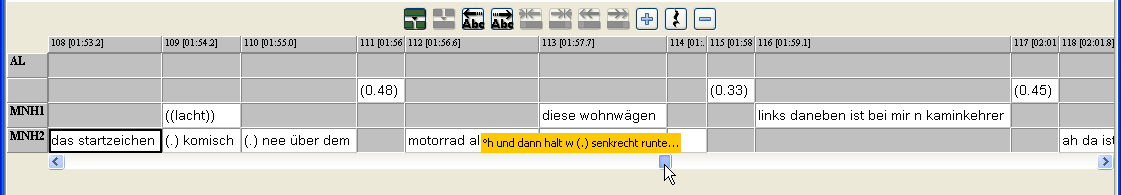 Abc Abc
108 [01:53.2] 109 [01:54.2] 110 [01:55.0] 111 [01:56 112 [01:56.6] 113 [01:57.7] 114 [01:. 115 [01:58 116 [01:59.1] 117 [02:01 118 [02:01.8]
AL
(0.48) (0.33) (0.45)
MNH1 ((lacht)) diese wohnwägen links daneben ist bei mir n kaminkehrer
MNH2 das startzeichen (.) komisch (.) nee über dem motorrad al °h und dann halt w (.) senkrecht runte... ah da ist